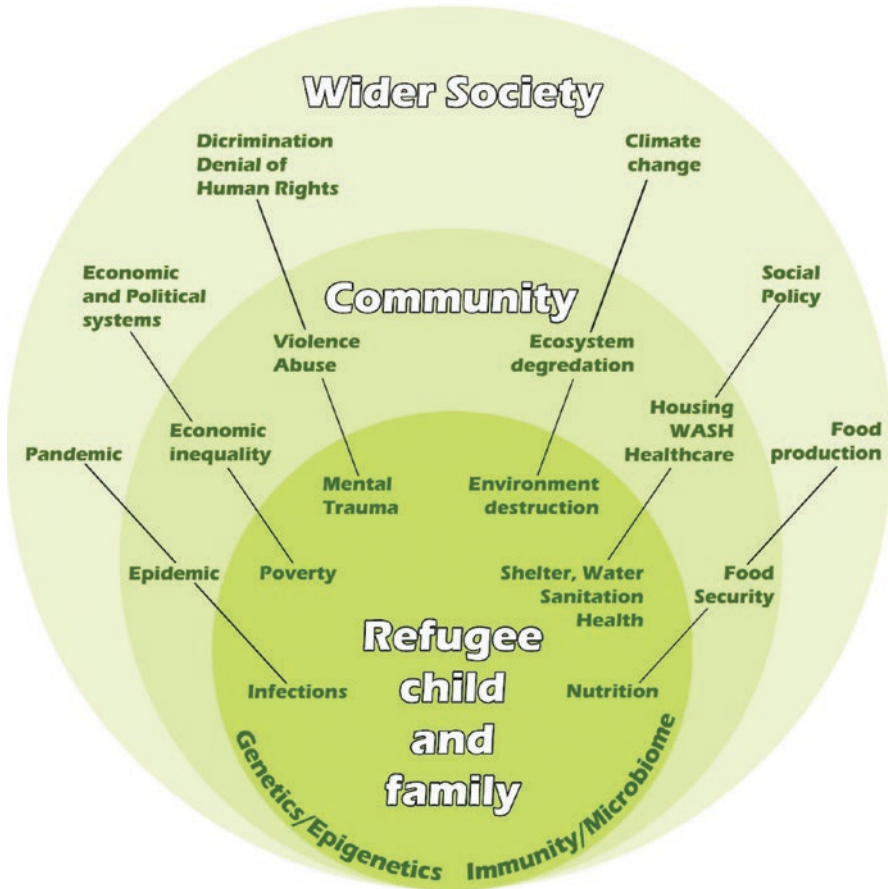 Wider Society
Dicrimination
Denial of
Human Rights
Climate
change
Economic
and Political
systems
Community
Social
Policy
Violence
Abuse
Ecosystem
degredation
Housing
WASH
Healthcare
Pandemic
Economic
inequality
Food
production
Mental
Trauma
Environment
destruction
Epidemic
Poverty
Shelter, Water
Sanitation
Health
Food
Security
Refugee
child
and
family
Infections
Nutrition
Genetics/Epigenetics
Immunity/Microbiome